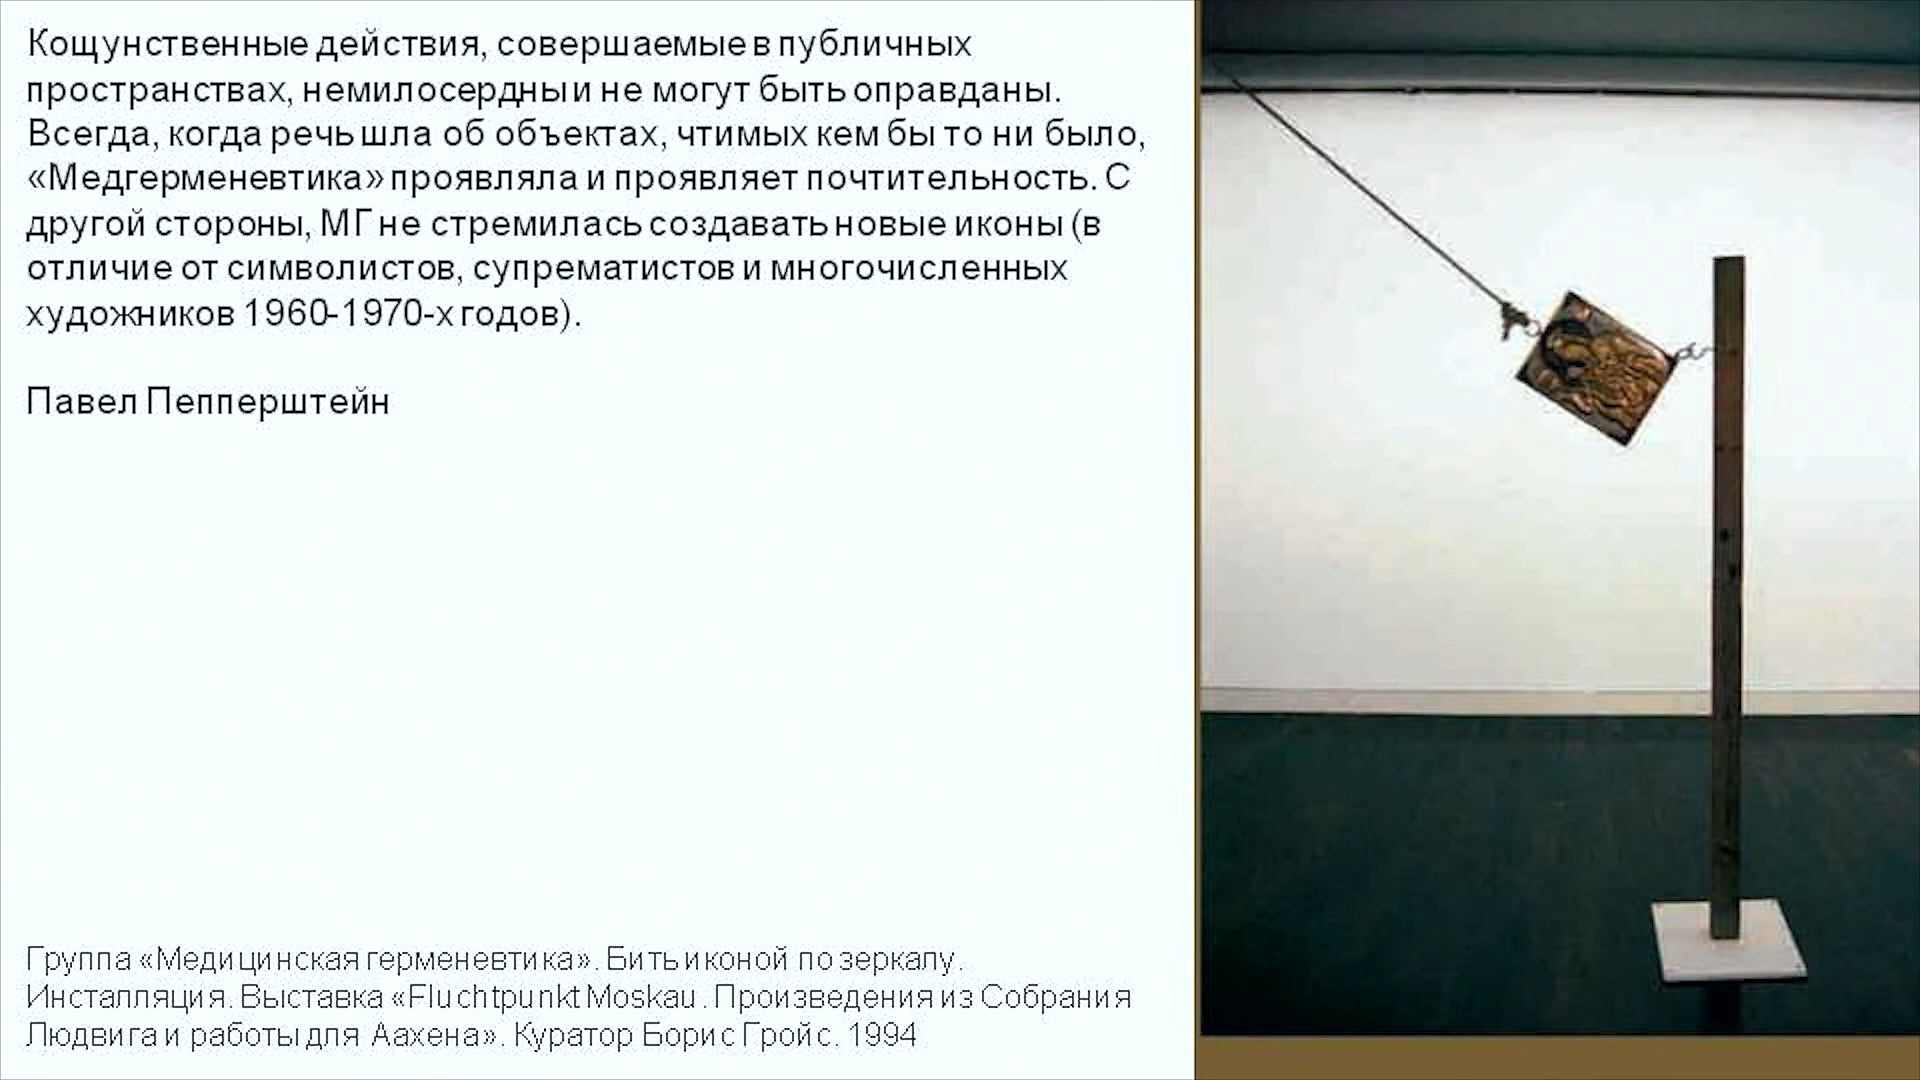 Кощунственные действия, совершаемые в публичных
пространствах, немилосердны и не могут быть оправданы.
Всегда, когда речь шла об объектах, чтимых кем бы то ни было,
«Медгерменевтика» проявляла и проявляет почтительность. С
другой стороны, МГ не стремилась создавать новые иконы (в
отличие от символистов, супрематистов и многочисленных
художников 1960-1970-х годов).
Павел Пепперштейн
Группа «Медицинская герменевтика». Бить иконой по зеркалу.
Инсталляция. Выставка «Fluchtpunkt Moskau. Произведения из Собрания
Людвига и работы для Аахена». Куратор Борис Гройс. 1994